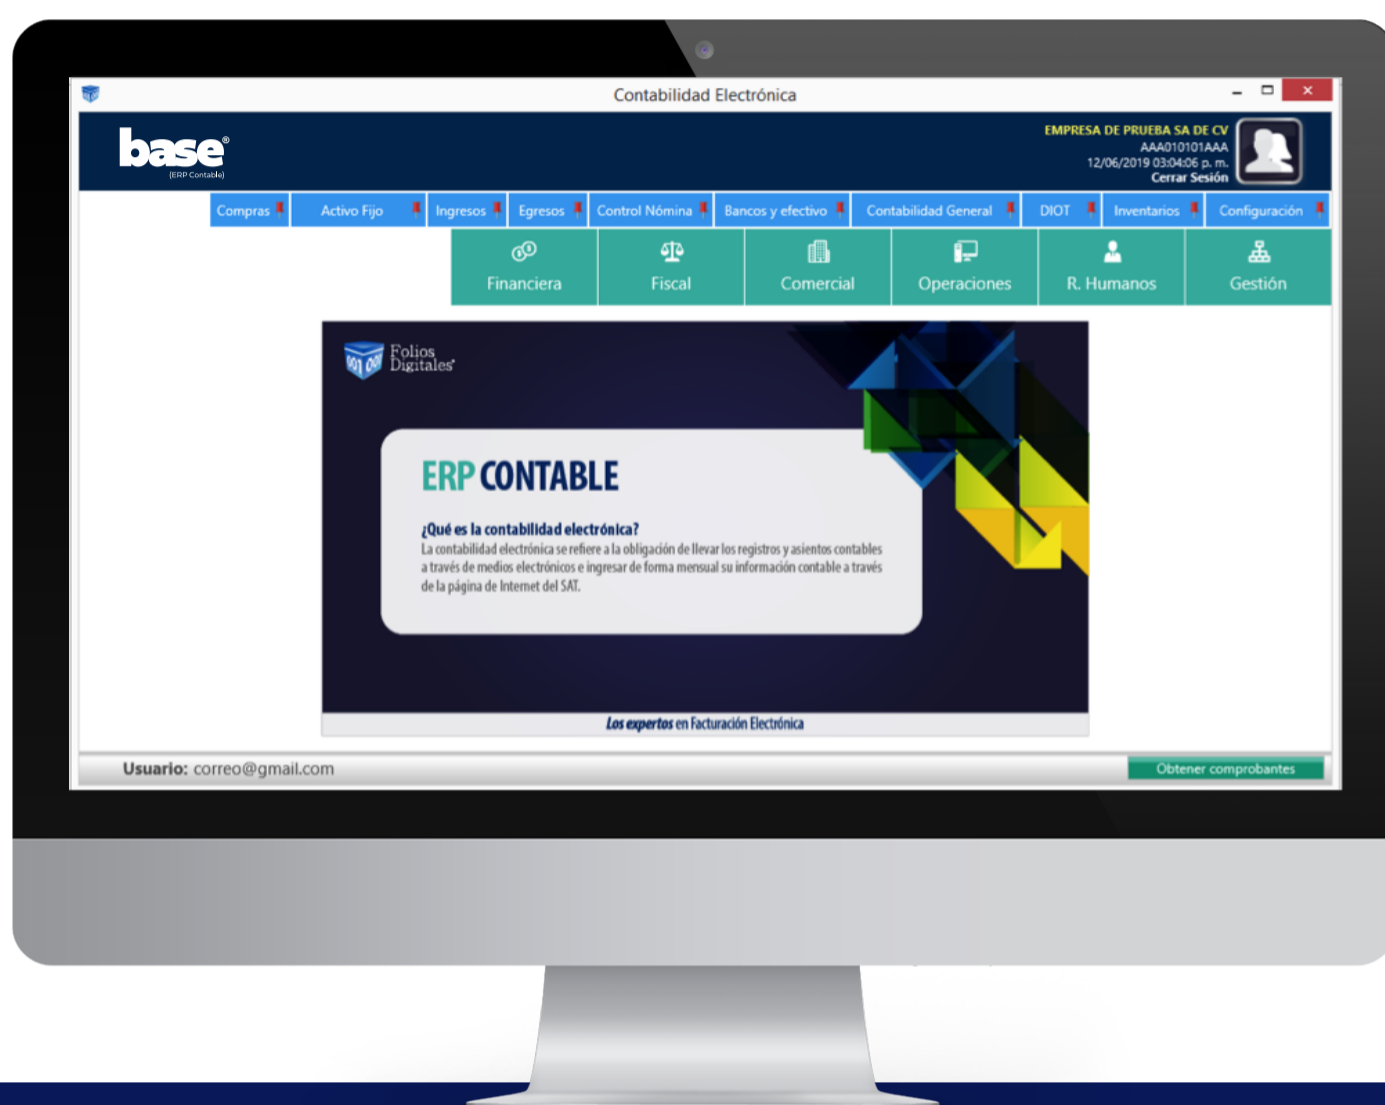 Contabilidad Electrónica
base®
(ERP Contable)
EMPRESA DE PRUEBA SA DE CV
AAA010101AAA
12/06/2019 03:04:06 p. m.
Cerrar Sesión
Compras Activo Fijo Ingresos Egresos Control Nómina Bancos y efectivo Contabilidad General DIOT Inventarios Configuración
Financiera Fiscal Comercial Operaciones R. Humanos Gestión
001 001
Folios
Digitales®
ERP CONTABLE
¿Qué es la contabilidad electrónica?
La contabilidad electrónica se refiere a la obligación de llevar los registros y asientos contables
a través de medios electrónicos e ingresar de forma mensual su información contable a través
de la página de Internet del SAT.
Los expertos en Facturación Electrónica
Usuario: correo@gmail.com
Obtener comprobantes